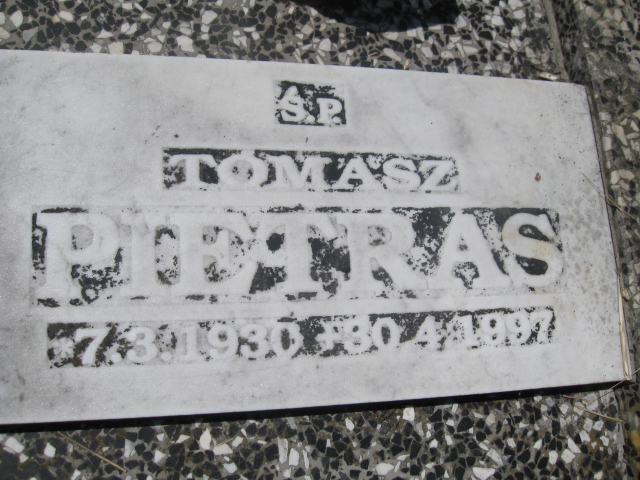 Ś.P.
TOMASZ
PIETRAS
*7.3.1930 +30.4.1997